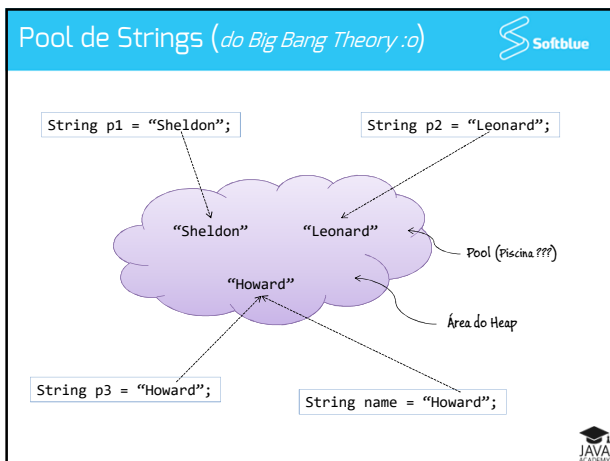 Pool de Strings (do Big Bang Theory :o)
Softblue
String p1 = “Sheldon”;
String p2 = “Leonard”;
“Sheldon”
“Leonard”
Pool (Piscina ???)
“Howard”
Área do Heap
String p3 = “Howard”;
String name = “Howard”;
JAVA
ACADEMY